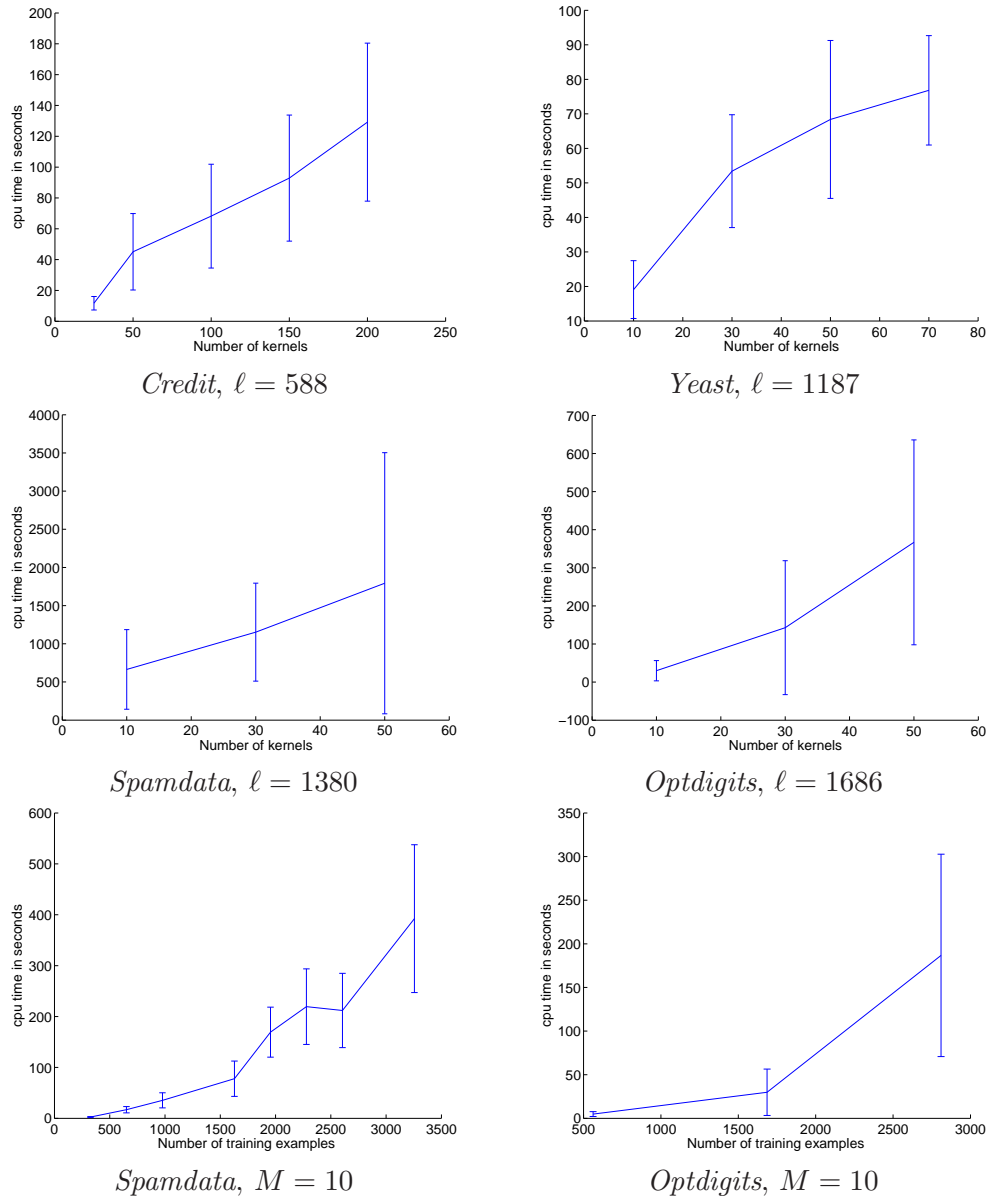 200
180
160
140
120
100
80
60
40
20
0
cpu time in seconds
0 50 100 150 200 250
Number of kernels
Credit, ℓ = 588
100
90
80
70
60
50
40
30
20
10
cpu time in seconds
0 10 20 30 40 50 60 70 80
Number of kernels
Yeast, ℓ = 1187
4000
3500
3000
2500
2000
1500
1000
500
0
cpu time in seconds
0 10 20 30 40 50 60
Number of kernels
Spamdata, ℓ = 1380
700
600
500
400
300
200
100
0
−100
cpu time in seconds
0 10 20 30 40 50 60
Number of kernels
Optdigits, ℓ = 1686
600
500
400
300
200
100
0
cpu time in seconds
0 500 1000 1500 2000 2500 3000 3500
Number of training examples
Spamdata, M = 10
350
300
250
200
150
100
50
0
cpu time in seconds
500 1000 1500 2000 2500 3000
Number of training examples
Optdigits, M = 10